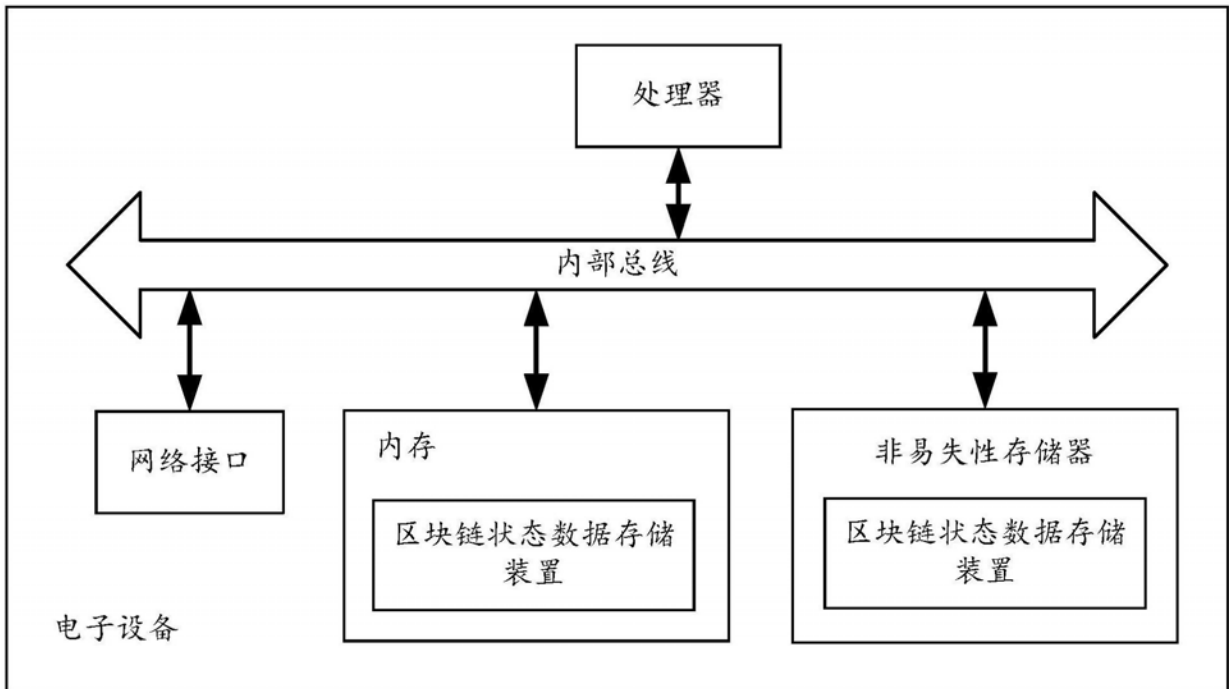 处理器
内部总线
网络接口
内存
区块链状态数据存储
装置
非易失性存储器
区块链状态数据存储
装置
电子设备